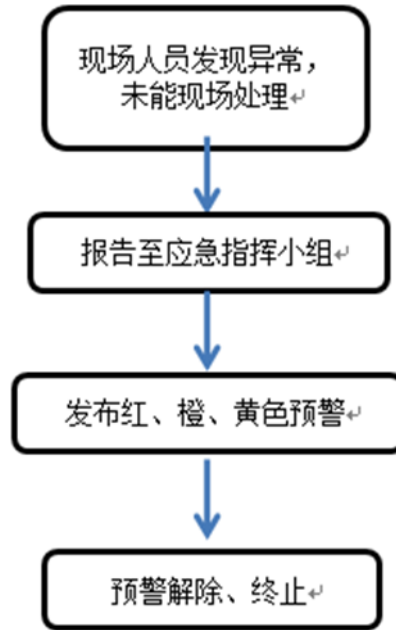 现场人员发现异常，
未能现场处理
报告至应急指挥小组
发布红、橙、黄色预警
预警解除、终止